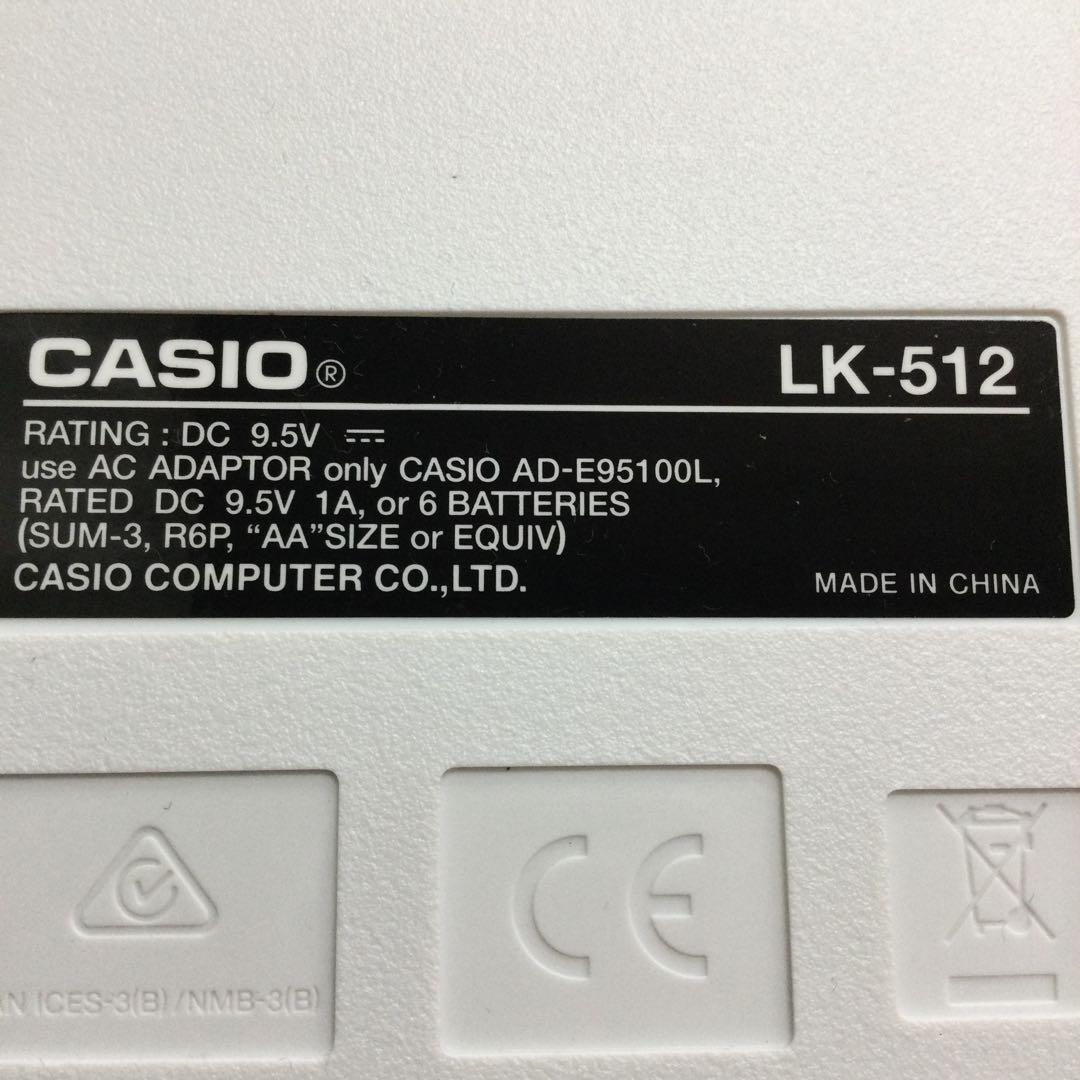 CASIO® LK-512
RATING : DC 9.5V ⎓
use AC ADAPTOR only CASIO AD-E95100L,
RATED DC 9.5V 1A, or 6 BATTERIES
(SUM-3, R6P, “AA”SIZE or EQUIV)
CASIO COMPUTER CO.,LTD. MADE IN CHINA
CE
ICES-3(B) / NMB-3(B)